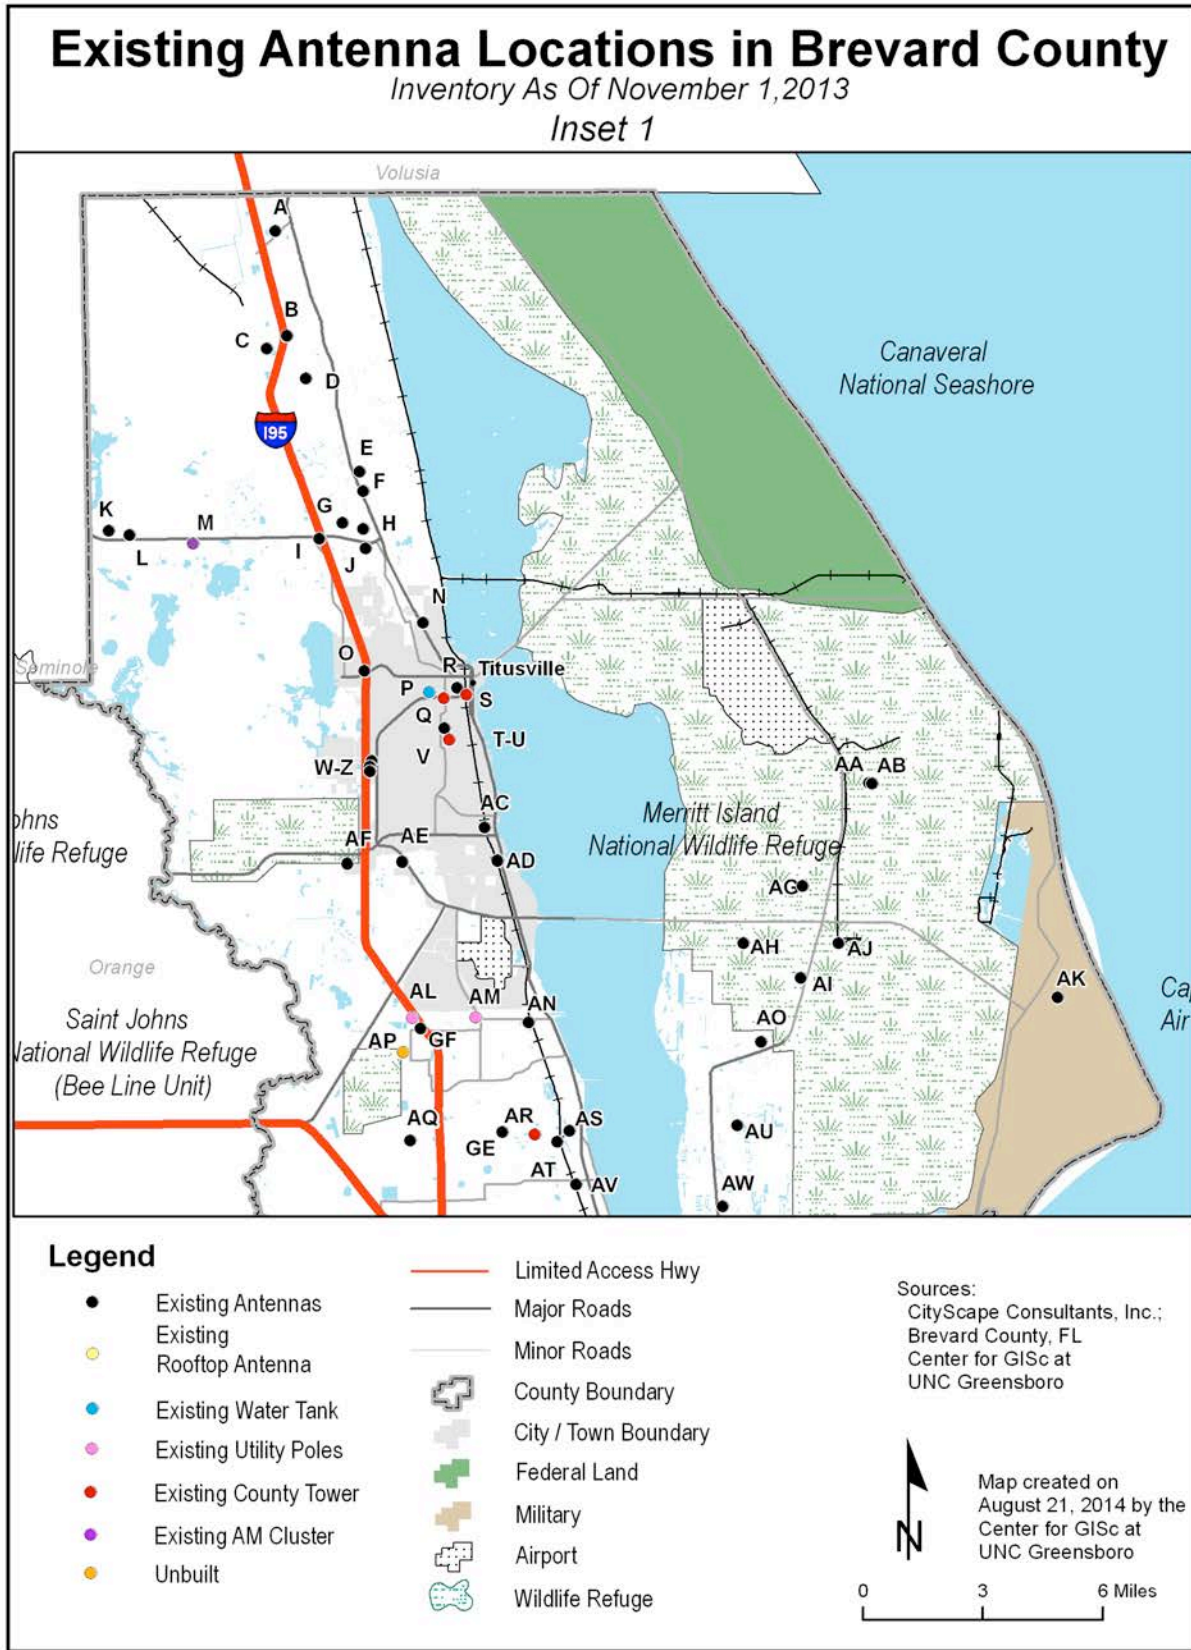 Existing Antenna Locations in Brevard County
Inventory As Of November 1,2013
Inset 1
Volusia
A
B
C
D
Canaveral
National Seashore
I95
E
F
G
H
K
M
L
I
J
N
O
R
Titusville
Seminole
P
S
Q
T-U
V
W-Z
AA
AB
AC
Merritt Island
National Wildlife Refuge
ohns
life Refuge
AF
AE
AD
AG
AH
AJ
Orange
AI
AK
AL
AM
AN
Saint Johns
National Wildlife Refuge
(Bee Line Unit)
AO
Ca
Air
AP
GF
AQ
AR
AS
GE
AU
AT
AV
AW
Legend
Existing Antennas
Existing
Rooftop Antenna
Existing Water Tank
Existing Utility Poles
Existing County Tower
Existing AM Cluster
Unbuilt
Limited Access Hwy
Major Roads
Minor Roads
County Boundary
City / Town Boundary
Federal Land
Military
Airport
Wildlife Refuge
Sources:
CityScape Consultants, Inc.;
Brevard County, FL
Center for GISc at
UNC Greensboro
N
Map created on
August 21, 2014 by the
Center for GISc at
UNC Greensboro
0 3 6 Miles